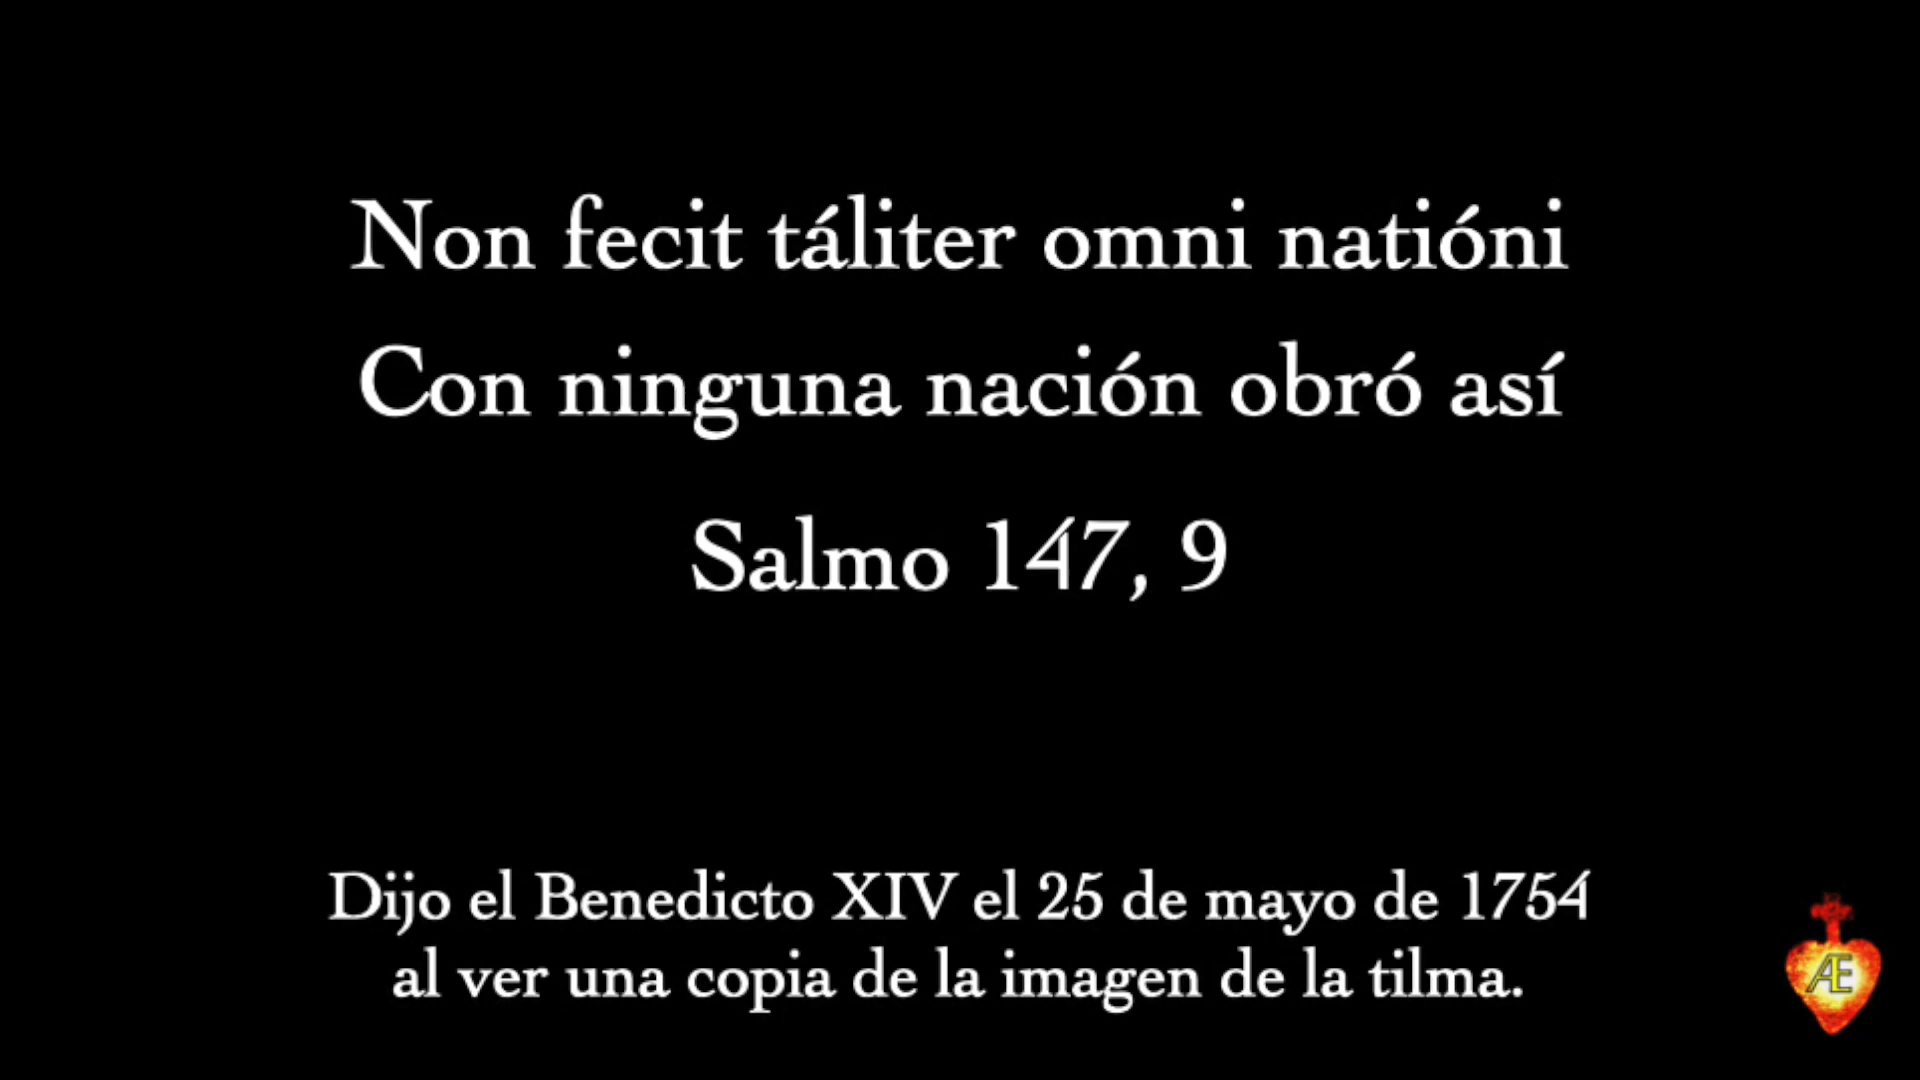 Non fecit táliter omni natióni
Con ninguna nación obró así
Salmo 147, 9
Dijo el Benedicto XIV el 25 de mayo de 1754
al ver una copia de la imagen de la tilma.
Æ